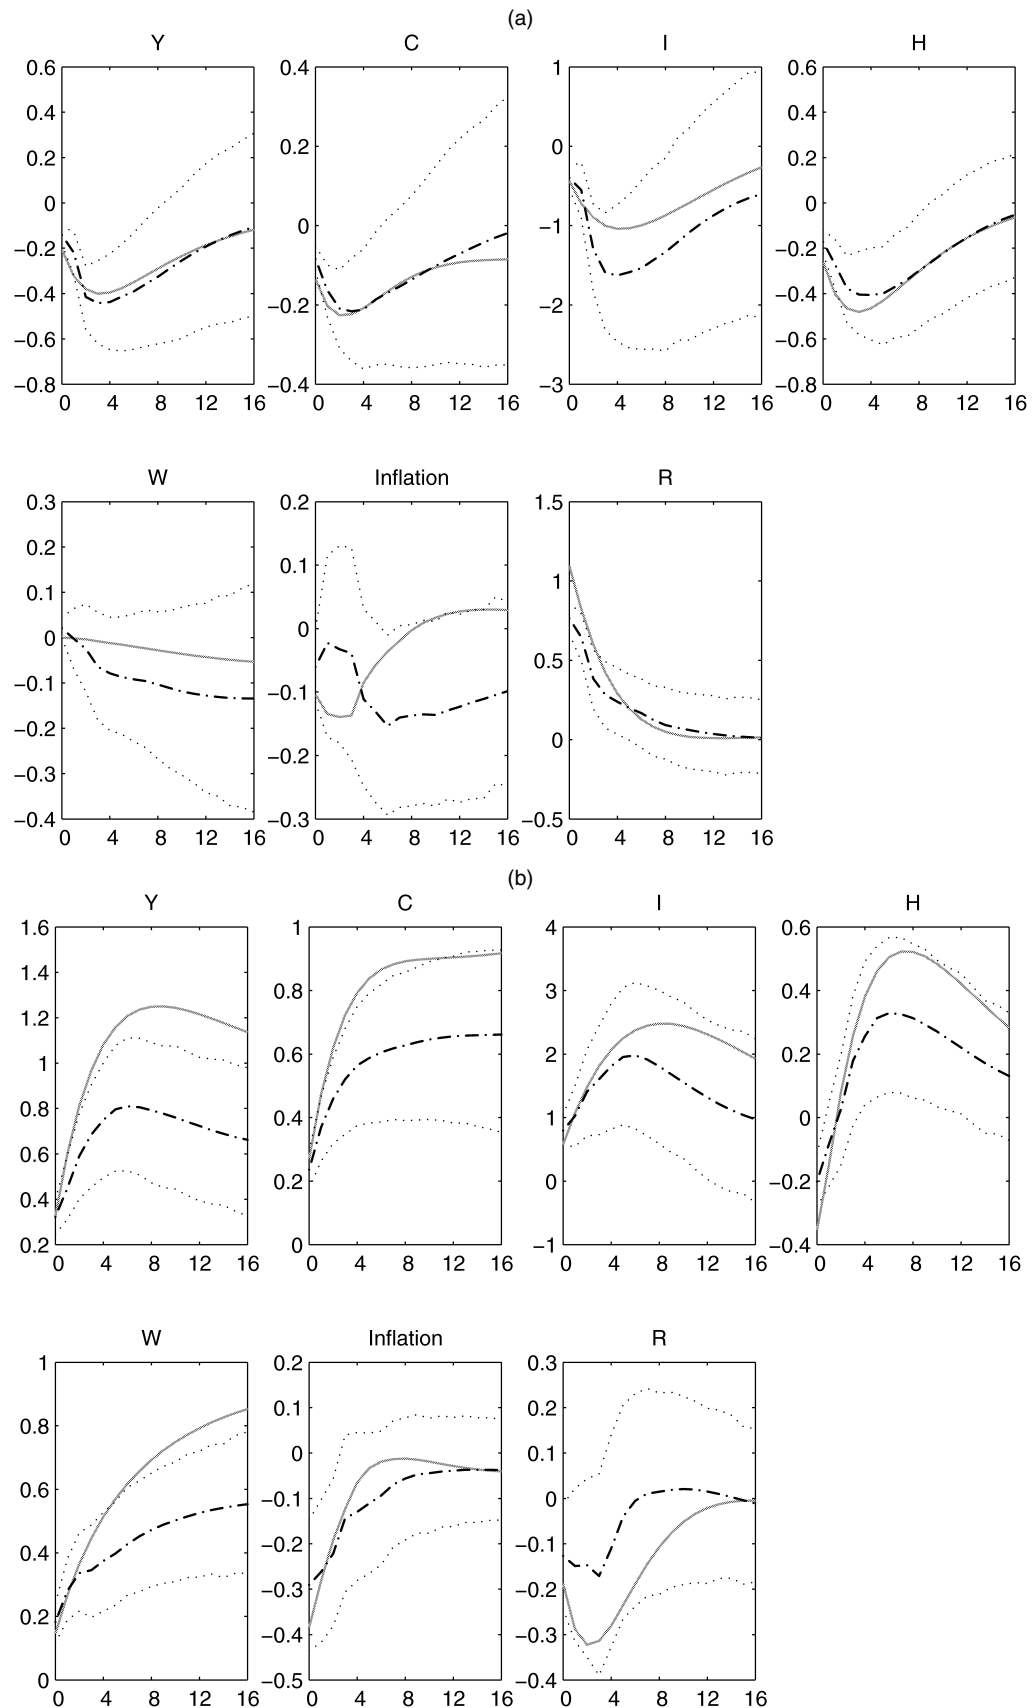 (a)
Y C I H
0.6 0.4 1 0.6
0.4 0.4
0.2 0.2 0 0.2
0 0 −1 0
−0.2 −0.2
−0.4 −0.2 −2 −0.4
−0.6 −0.6
−0.8 −0.4 −3 −0.8
0 4 8 12 16 0 4 8 12 16 0 4 8 12 16 0 4 8 12 16
W Inflation R
0.3 0.2 1.5
0.2 0.1
0.1 1
0 0
−0.1 −0.1 0.5
−0.2 −0.2 0
−0.3
−0.4 −0.3 −0.5
0 4 8 12 16 0 4 8 12 16 0 4 8 12 16
(b)
Y C I H
1.6 1 4 0.6
1.4 0.8 3 0.4
1.2
1 0.6 2 0.2
0.8 0.4 1 0
0.6
0.4 0.2 0 −0.2
0.2 0 −1 −0.4
0 4 8 12 16 0 4 8 12 16 0 4 8 12 16 0 4 8 12 16
W Inflation R
1 0.2 0.3
0.8 0.1 0.2
0 0.1
0.6 −0.1 0
0.4 −0.2 −0.1
0.2 −0.3 −0.2
−0.4 −0.3
0 −0.5 −0.4
0 4 8 12 16 0 4 8 12 16 0 4 8 12 16